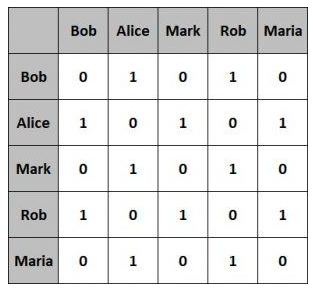 Bob Alice Mark Rob Maria
Bob 0 1 0 1 0
Alice 1 0 1 0 1
Mark 0 1 0 1 0
Rob 1 0 1 0 1
Maria 0 1 0 1 0